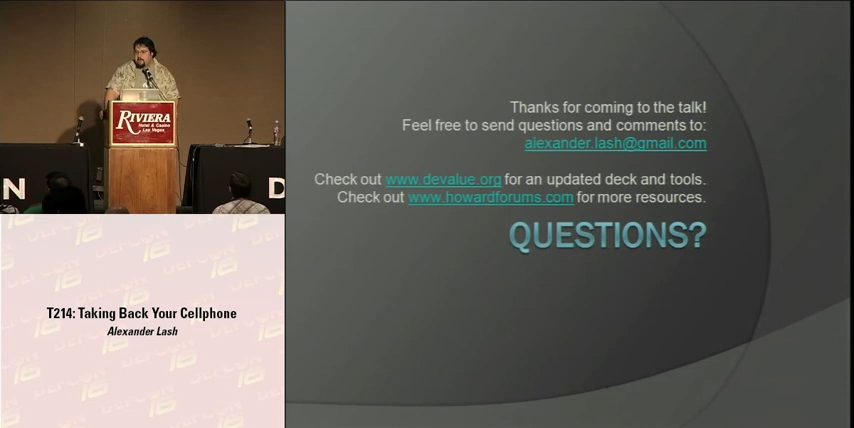 RIVIERA
Hotel & Casino
Las Vegas
N
D
T214: Taking Back Your Cellphone
Alexander Lash
DEFCON 16
Thanks for coming to the talk!
Feel free to send questions and comments to:
alexander.lash@gmail.com
Check out www.devalue.org for an updated deck and tools.
Check out www.howardforums.com for more resources.
QUESTIONS?